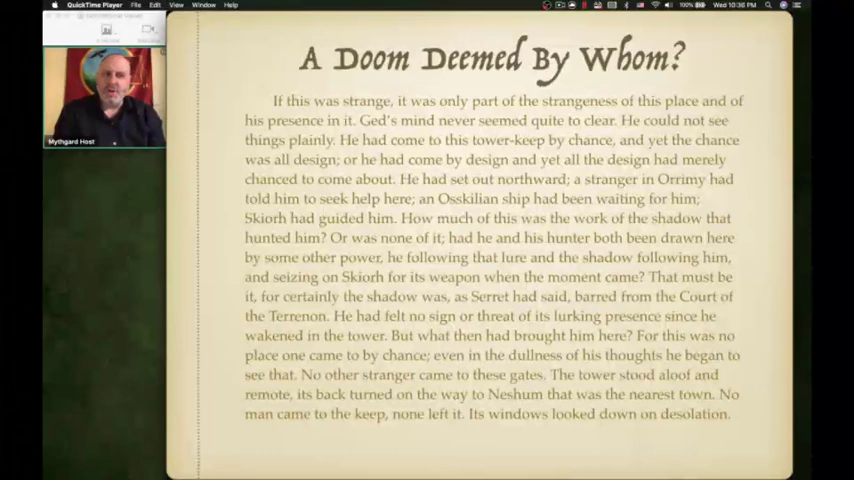 QuickTime Player File Edit View Window Help
100%
Wed 10:36 PM
Mythgard Host
A Doom Deemed By Whom?
If this was strange, it was only part of the strangeness of this place and of
his presence in it. Ged's mind never seemed quite to clear. He could not see
things plainly. He had come to this tower-keep by chance, and yet the chance
was all design; or he had come by design and yet all the design had merely
chanced to come about. He had set out northward; a stranger in Orrimy had
told him to seek help here; an Osskilian ship had been waiting for him;
Skiorh had guided him. How much of this was the work of the shadow that
hunted him? Or was none of it; had he and his hunter both been drawn here
by some other power, he following that lure and the shadow following him,
and seizing on Skiorh for its weapon when the moment came? That must be
it, for certainly the shadow was, as Serret had said, barred from the Court of
the Terrenon. He had felt no sign or threat of its lurking presence since he
wakened in the tower. But what then had brought him here? For this was no
place one came to by chance; even in the dullness of his thoughts he began to
see that. No other stranger came to these gates. The tower stood aloof and
remote, its back turned on the way to Neshum that was the nearest town. No
man came to the keep, none left it. Its windows looked down on desolation.